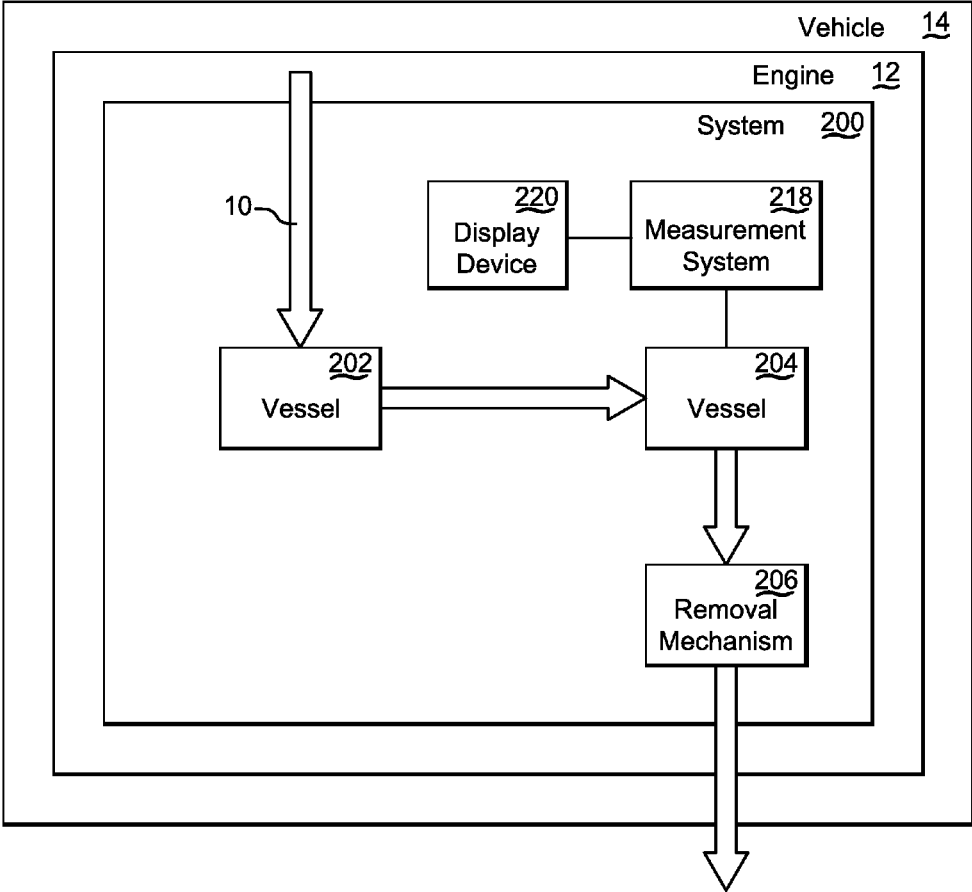 Vehicle 14
Engine 12
System 200
10
220
Display
Device
218
Measurement
System
202
Vessel
204
Vessel
206
Removal
Mechanism